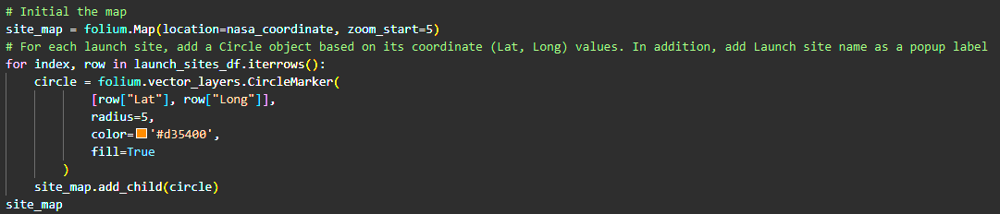 # Initial the map
site_map = folium.Map(location=nasa_coordinate, zoom_start=5)
# For each launch site, add a Circle object based on its coordinate (Lat, Long) values. In addition, add Launch site name as a popup label
for index, row in launch_sites_df.iterrows():
    circle = folium.vector_layers.CircleMarker(
            [row["Lat"], row["Long"]],
            radius=5,
            color='#d35400',
            fill=True
        )
    site_map.add_child(circle)
site_map